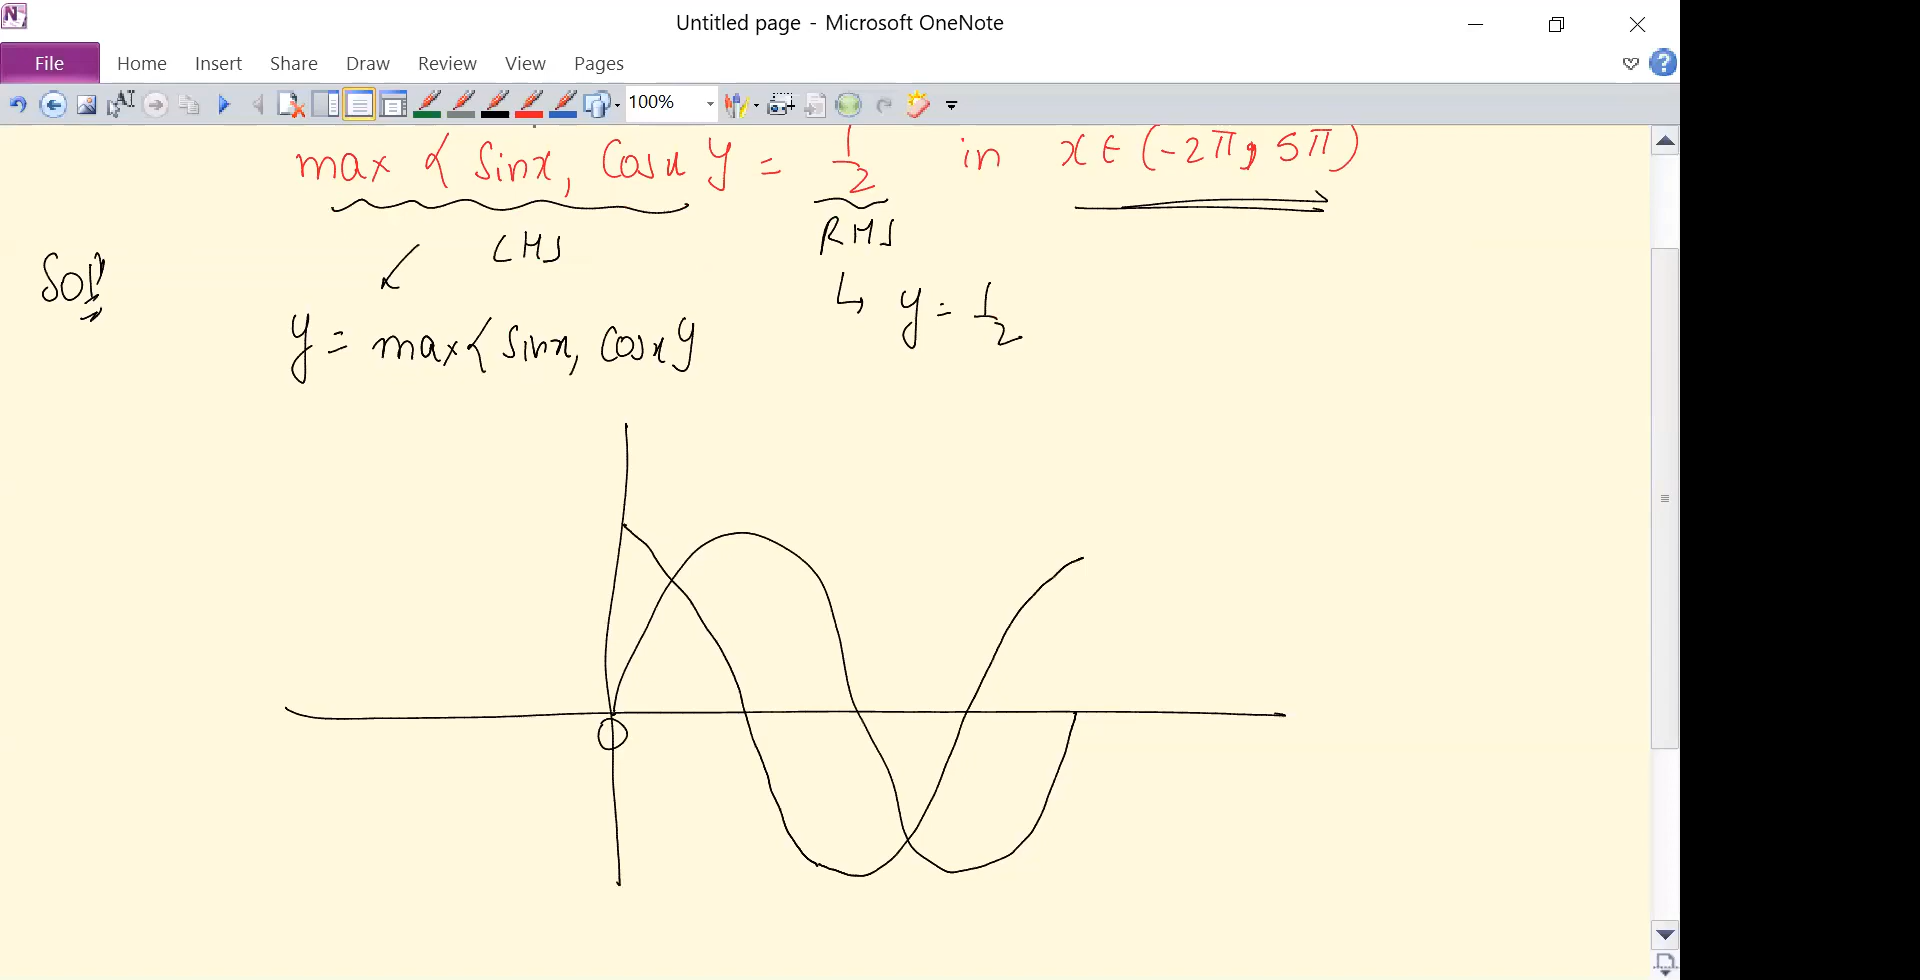 Untitled page - Microsoft OneNote
File Home Insert Share Draw Review View Pages
100%
max { sinx, cosx } = 1/2 in x ∈ (-2π, 5π)
LHS RHS
Solⁿ
y = 1/2
y = max { sinx, cosx }
O